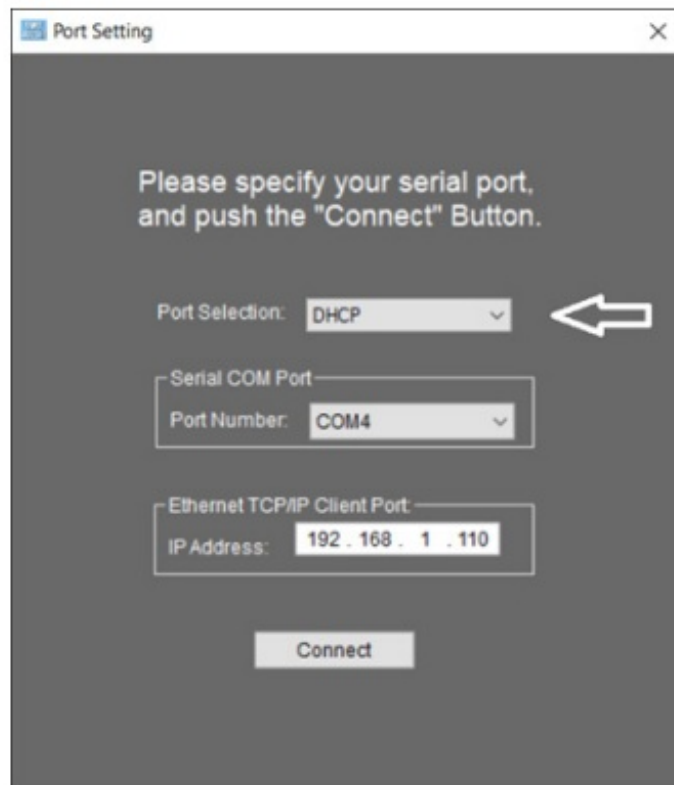 Port Setting
Please specify your serial port,
and push the "Connect" Button.
Port Selection: DHCP
Serial COM Port
Port Number: COM4
Ethernet TCP/IP Client Port:
IP Address: 192 . 168 . 1 . 110
Connect